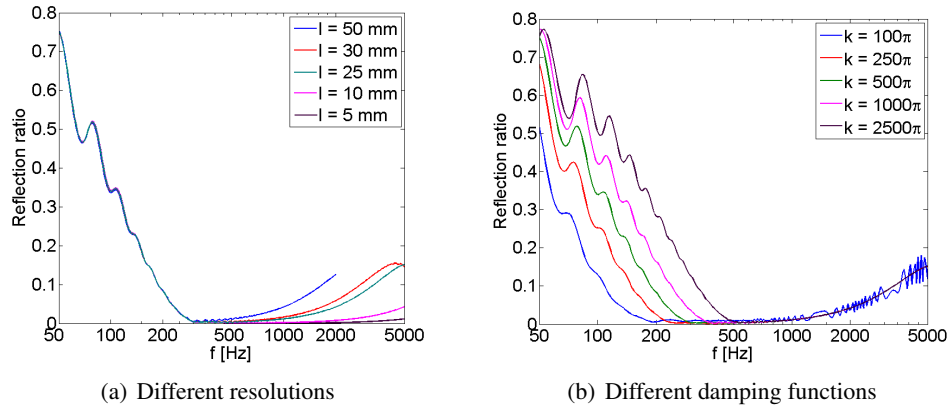 0.8
0.7
0.6
0.5
0.4
0.3
0.2
0.1
0
Reflection ratio
50 100 200 500 1000 2000 5000
f [Hz]
l = 50 mm
l = 30 mm
l = 25 mm
l = 10 mm
l = 5 mm
(a) Different resolutions
0.8
0.7
0.6
0.5
0.4
0.3
0.2
0.1
0
Reflection ratio
50 100 200 500 1000 2000 5000
f [Hz]
k = 100π
k = 250π
k = 500π
k = 1000π
k = 2500π
(b) Different damping functions